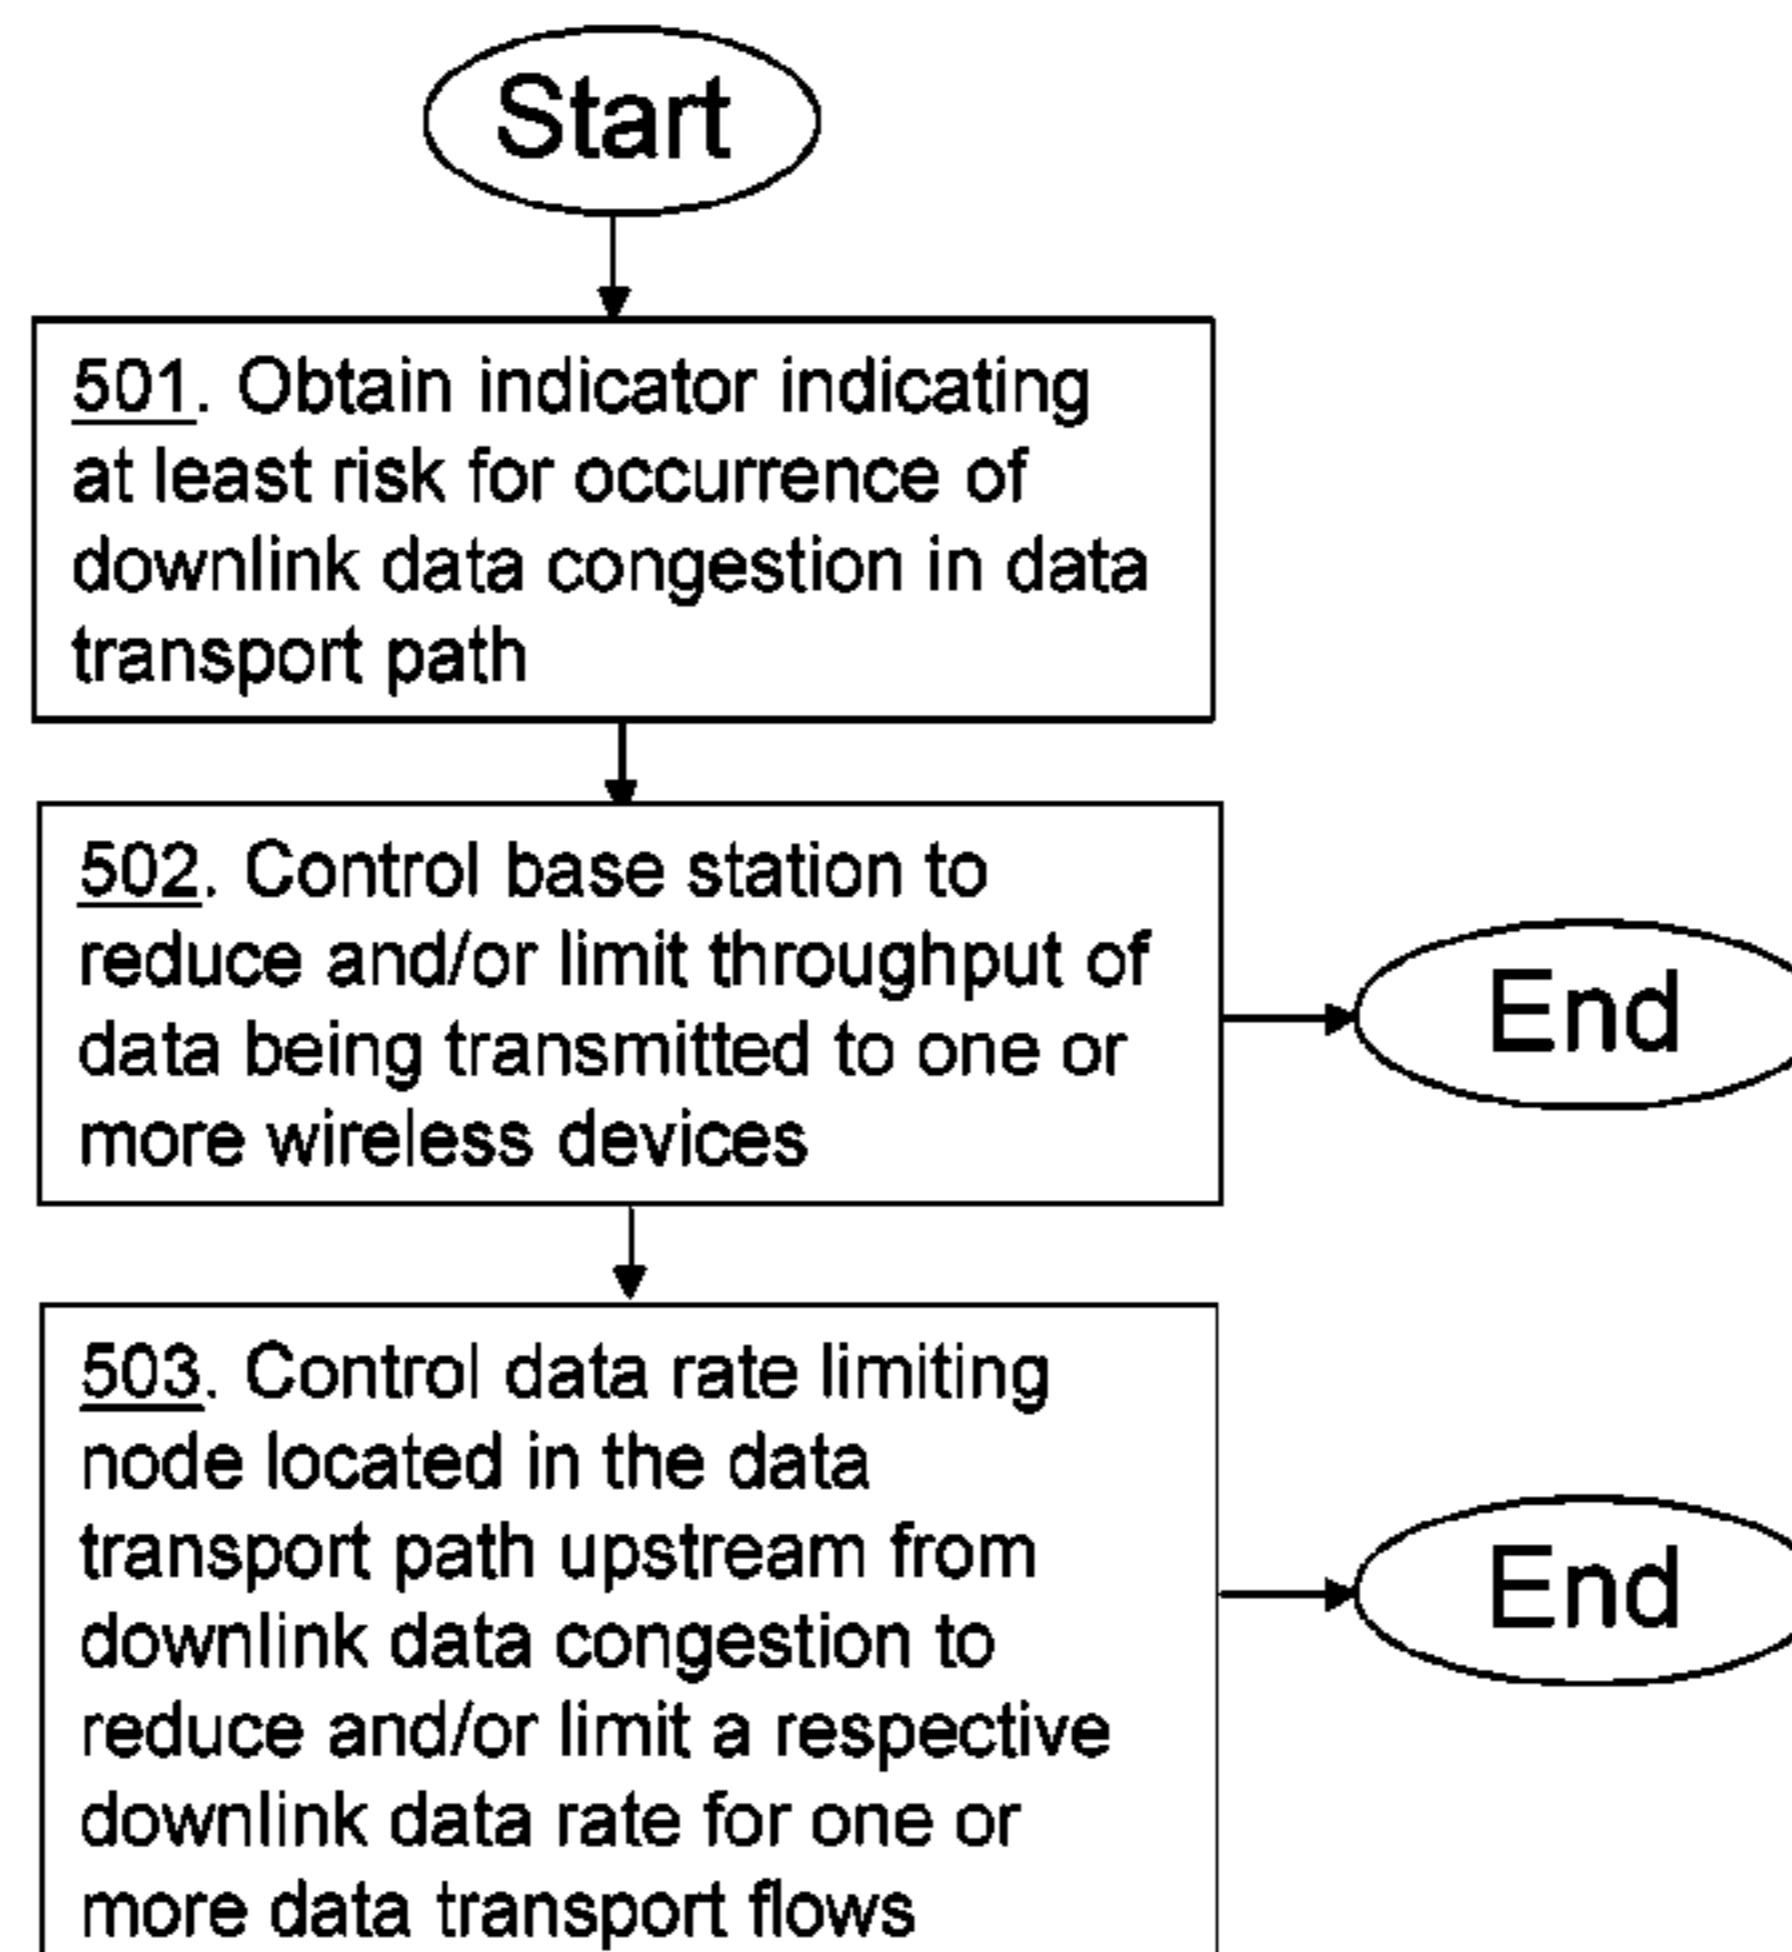 Start
501. Obtain indicator indicating
at least risk for occurrence of
downlink data congestion in data
transport path
502. Control base station to
reduce and/or limit throughput of
data being transmitted to one or
more wireless devices
End
503. Control data rate limiting
node located in the data
transport path upstream from
downlink data congestion to
reduce and/or limit a respective
downlink data rate for one or
more data transport flows
End